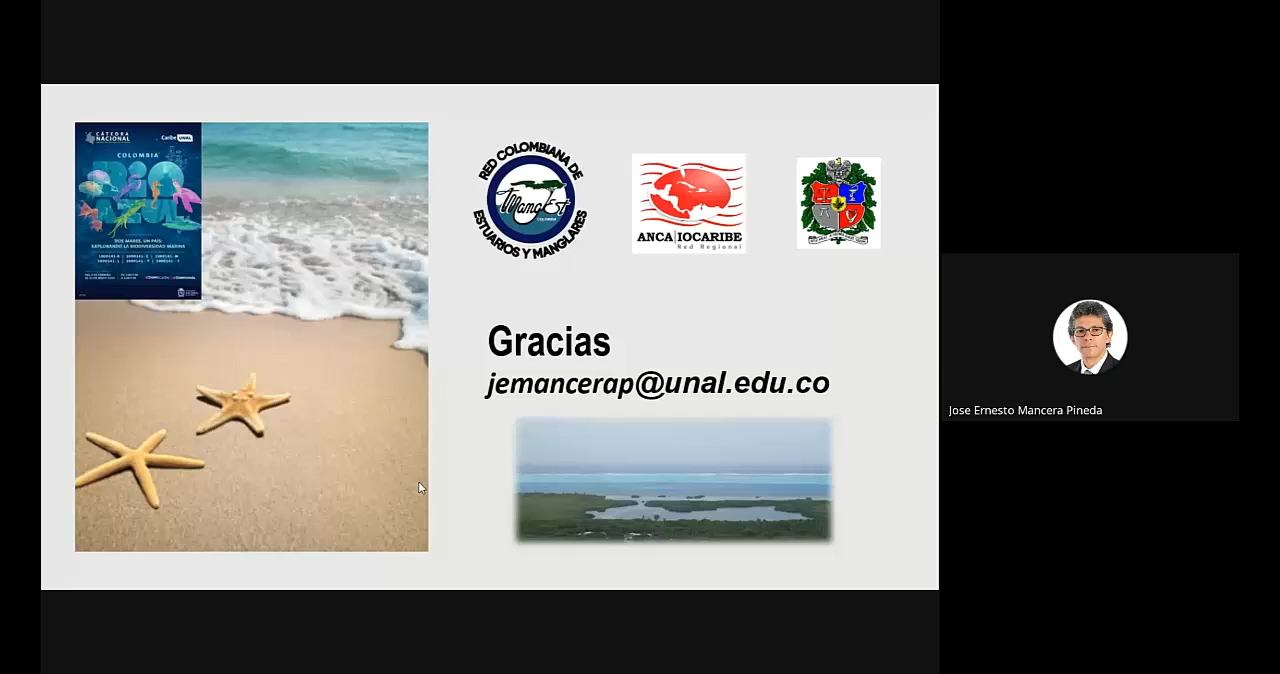 CÁTEDRA
NACIONAL
Caribe UNAL
COLOMBIA
BIO
DOS MARES, UN PAÍS:
EXPLORANDO LA BIODIVERSIDAD MARINA
RED COLOMBIANA DE
ManglEst
COLOMBIA
ESTUARIOS Y MANGLARES
ANCA|IOCARIBE
Red Regional
Gracias
jemancerap@unal.edu.co
Jose Ernesto Mancera Pineda